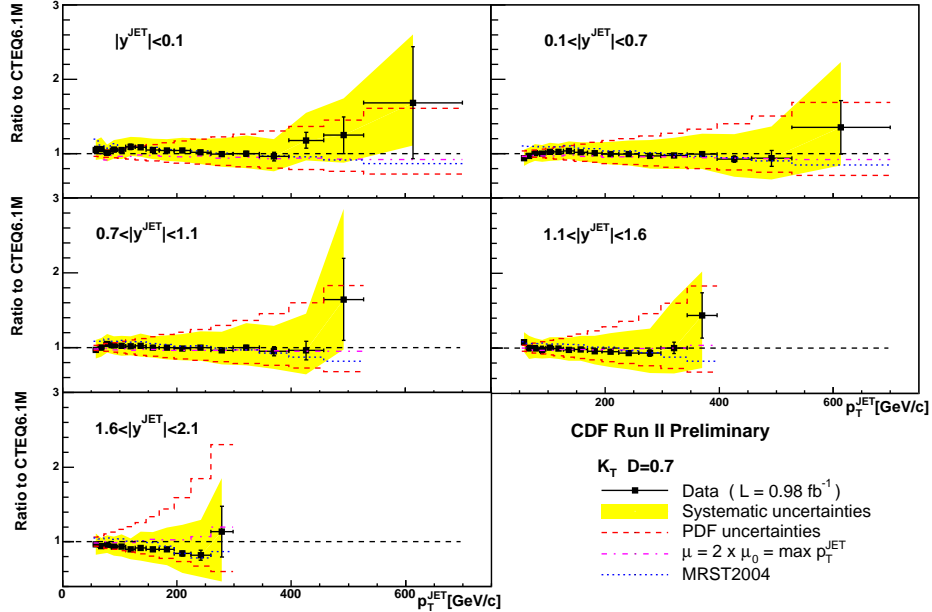 Ratio to CTEQ6.1M
3
2
1
|y^JET|<0.1
0.1<|y^JET|<0.7
Ratio to CTEQ6.1M
3
2
1
0.7<|y^JET|<1.1
1.1<|y^JET|<1.6
200 400 600
p_T^JET[GeV/c]
Ratio to CTEQ6.1M
3
2
1
1.6<|y^JET|<2.1
0 200 400 600
p_T^JET[GeV/c]
CDF Run II Preliminary
K_T D=0.7
Data ( L = 0.98 fb^-1)
Systematic uncertainties
PDF uncertainties
μ = 2 x μ_0 = max p_T^JET
MRST2004